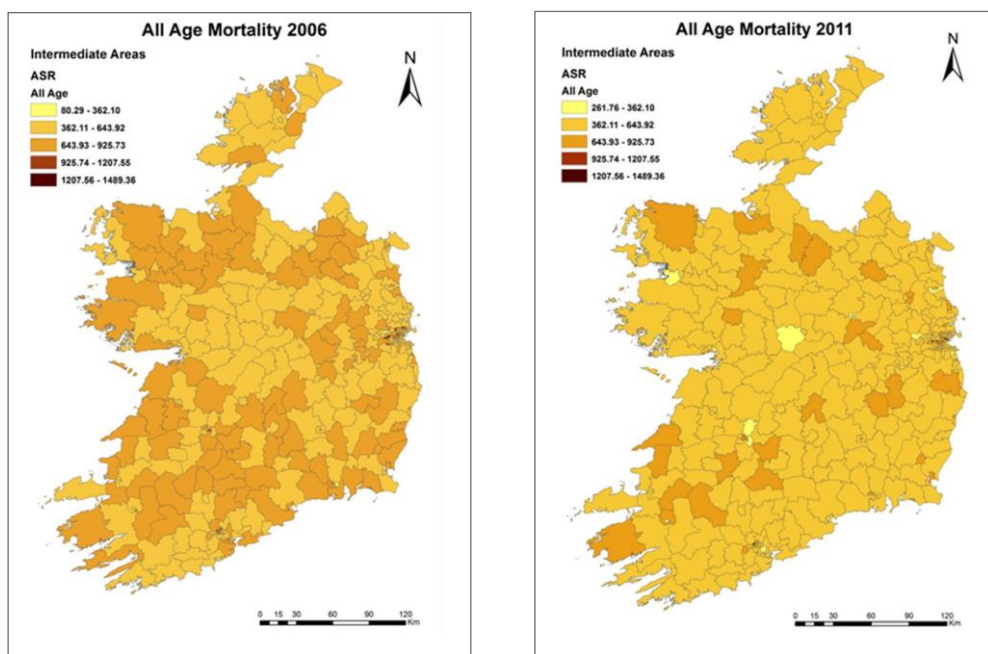 All Age Mortality 2006
Intermediate Areas
ASR
All Age
80.29 - 362.10
362.11 - 643.92
643.93 - 925.73
925.74 - 1207.55
1207.56 - 1489.36
N
0 15 30 60 90 120
Km
All Age Mortality 2011
Intermediate Areas
ASR
All Age
261.76 - 362.10
362.11 - 643.92
643.93 - 925.73
925.74 - 1207.55
1207.56 - 1489.36
N
0 15 30 60 90 120
Km